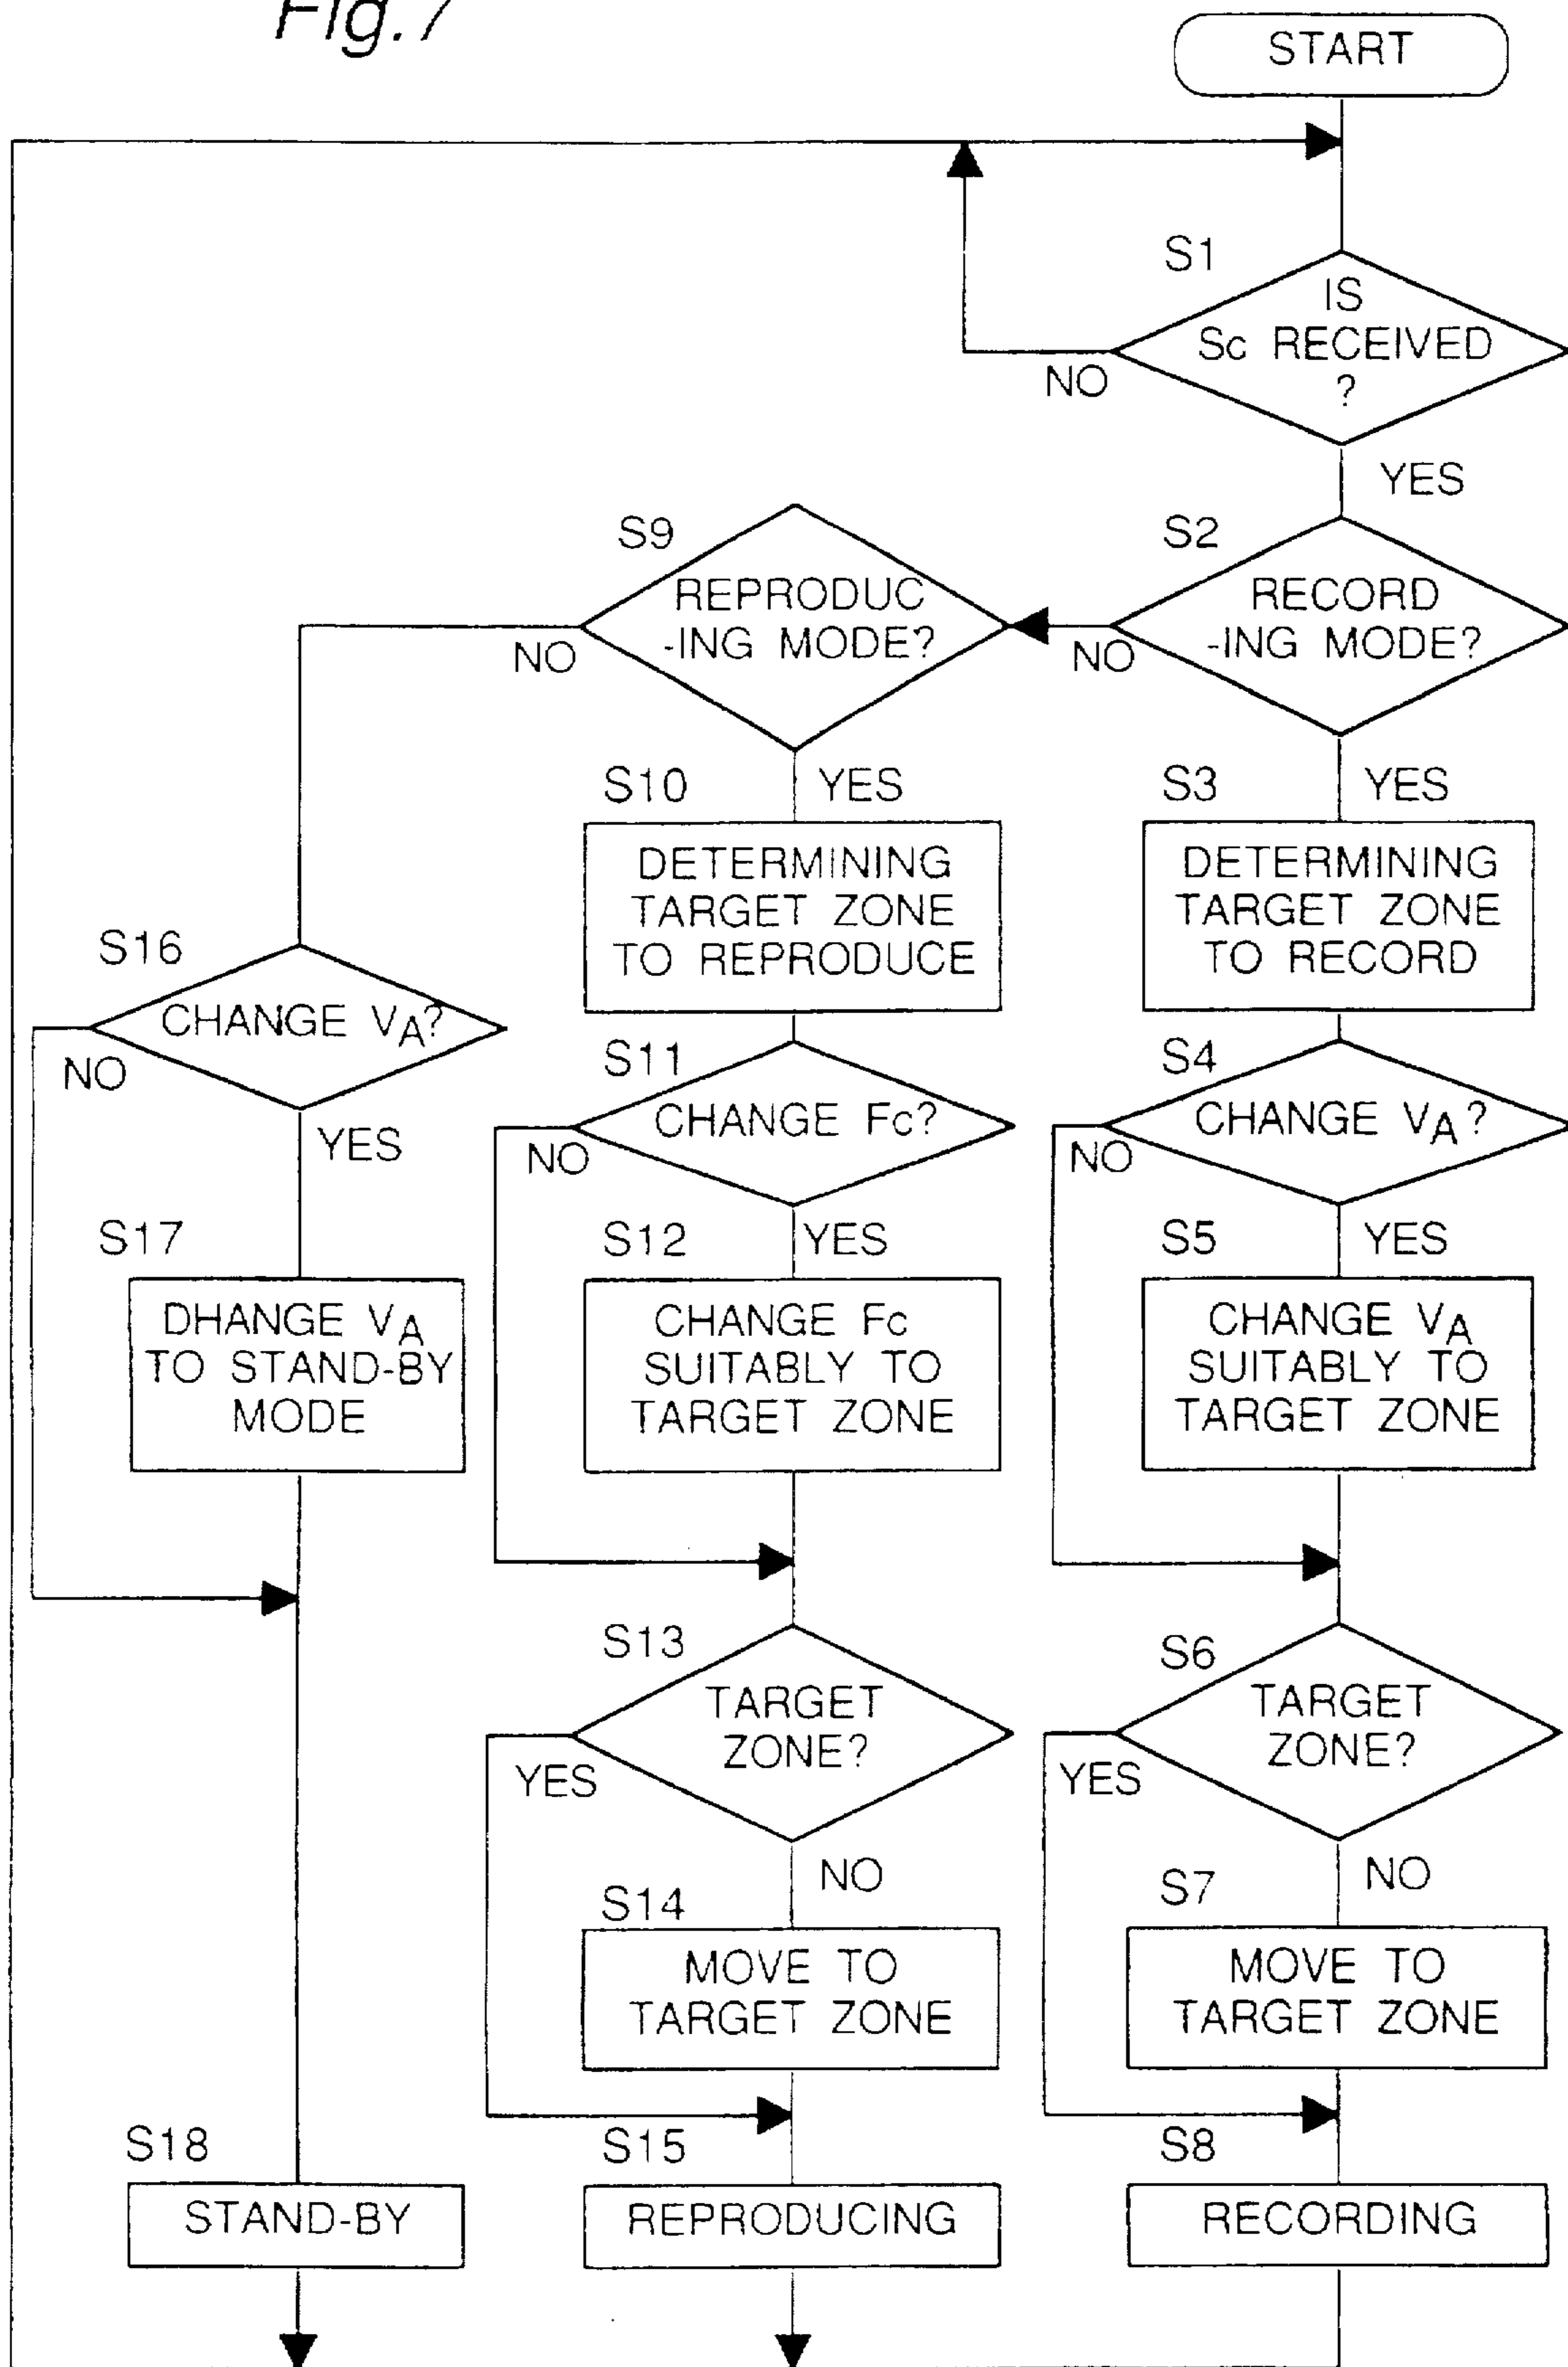 Fig.7
START
S1
IS
Sc RECEIVED
?
NO
YES
S9
REPRODUC
-ING MODE?
NO
S2
RECORD
-ING MODE?
NO
S10
YES
DETERMINING
TARGET ZONE
TO REPRODUCE
S3
YES
DETERMINING
TARGET ZONE
TO RECORD
S16
CHANGE VA?
NO
YES
S11
CHANGE Fc?
NO
S4
CHANGE VA?
NO
S17
DHANGE VA
TO STAND-BY
MODE
S12
YES
CHANGE Fc
SUITABLY TO
TARGET ZONE
S5
YES
CHANGE VA
SUITABLY TO
TARGET ZONE
S13
TARGET
ZONE?
YES
NO
S6
TARGET
ZONE?
YES
NO
S14
MOVE TO
TARGET ZONE
S7
MOVE TO
TARGET ZONE
S18
STAND-BY
S15
REPRODUCING
S8
RECORDING